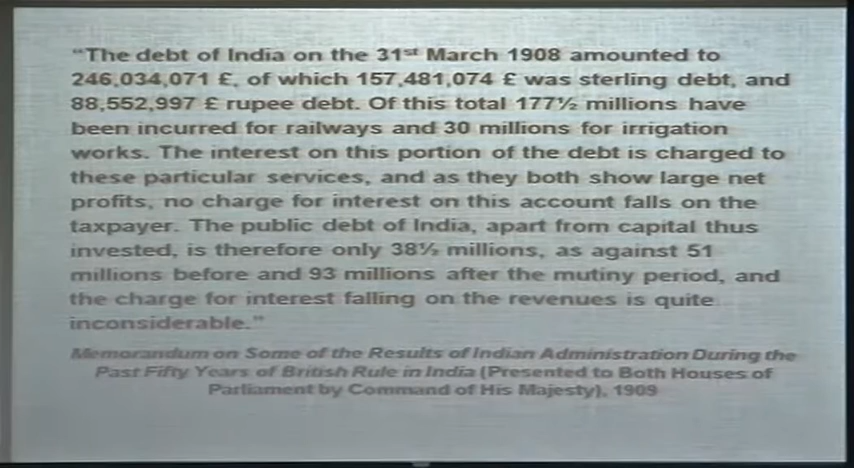 “The debt of India on the 31st March 1908 amounted to
246,034,071 £, of which 157,481,074 £ was sterling debt, and
88,552,997 £ rupee debt. Of this total 177½ millions have
been incurred for railways and 30 millions for irrigation
works. The interest on this portion of the debt is charged to
these particular services, and as they both show large net
profits, no charge for interest on this account falls on the
taxpayer. The public debt of India, apart from capital thus
invested, is therefore only 38½ millions, as against 51
millions before and 93 millions after the mutiny period, and
the charge for interest falling on the revenues is quite
inconsiderable.”
Memorandum on Some of the Results of Indian Administration During the
Past Fifty Years of British Rule in India (Presented to Both Houses of
Parliament by Command of His Majesty), 1909